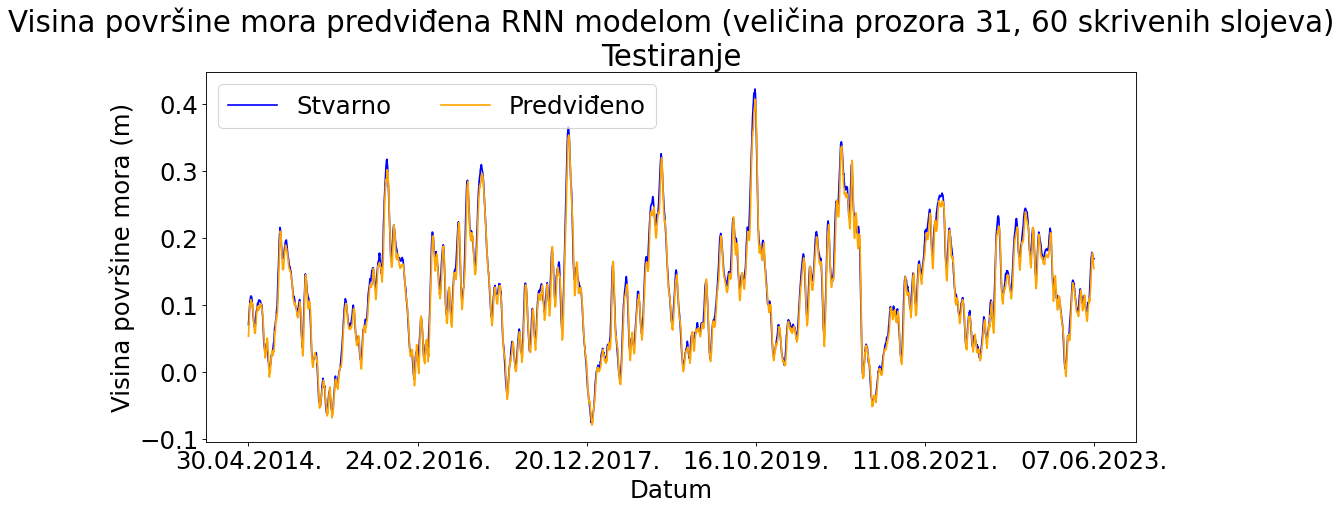 Visina površine mora predviđena RNN modelom (veličina prozora 31, 60 skrivenih slojeva)
Testiranje
Stvarno Predviđeno
Visina površine mora (m)
0.4
0.3
0.2
0.1
0.0
−0.1
30.04.2014. 24.02.2016. 20.12.2017. 16.10.2019. 11.08.2021. 07.06.2023.
Datum